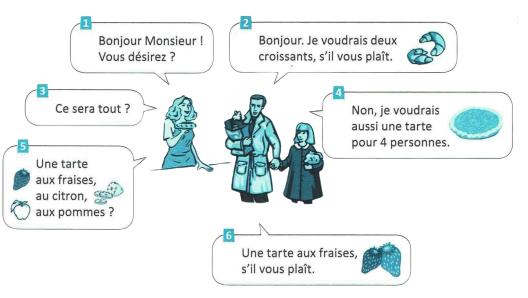 1
Bonjour Monsieur !
Vous désirez ?
2
Bonjour. Je voudrais deux
croissants, s'il vous plaît.
3
Ce sera tout ?
4
Non, je voudrais
aussi une tarte
pour 4 personnes.
5
Une tarte
aux fraises,
au citron,
aux pommes ?
6
Une tarte aux fraises,
s'il vous plaît.